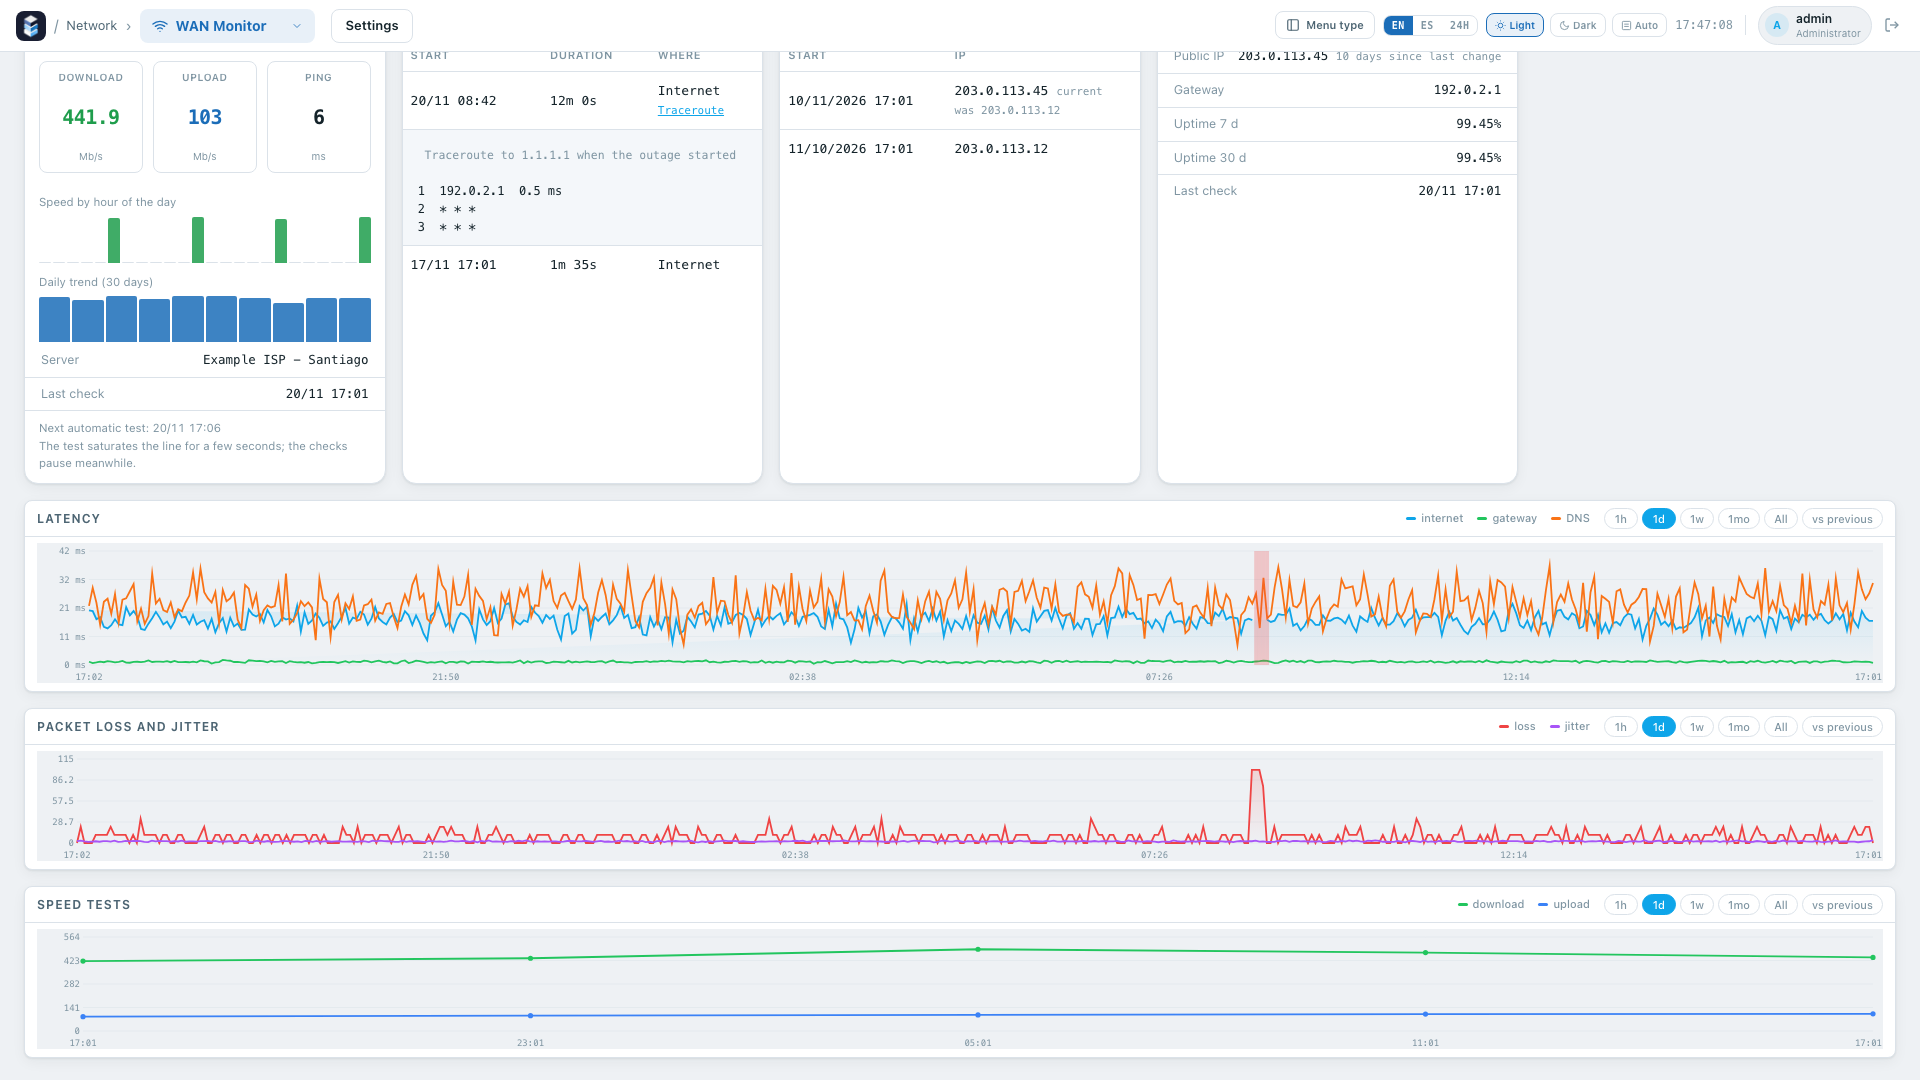 / Network › WAN Monitor Settings
Menu type EN ES 24H Light Dark Auto 17:47:08 A admin
Administrator
DOWNLOAD UPLOAD PING
441.9 103 6
Mb/s Mb/s ms
Speed by hour of the day
Daily trend (30 days)
Server Example ISP – Santiago
Last check 20/11 17:01
Next automatic test: 20/11 17:06
The test saturates the line for a few seconds; the checks
pause meanwhile.
START DURATION WHERE
20/11 08:42 12m 0s Internet
Traceroute
Traceroute to 1.1.1.1 when the outage started
1 192.0.2.1 0.5 ms
2 * * *
3 * * *
17/11 17:01 1m 35s Internet
START IP
10/11/2026 17:01 203.0.113.45 current
was 203.0.113.12
11/10/2026 17:01 203.0.113.12
Public IP 203.0.113.45 10 days since last change
Gateway 192.0.2.1
Uptime 7 d 99.45%
Uptime 30 d 99.45%
Last check 20/11 17:01
LATENCY
internet gateway DNS 1h 1d 1w 1mo All vs previous
42 ms
32 ms
21 ms
11 ms
0 ms
17:02 21:50 02:38 07:26 12:14 17:01
PACKET LOSS AND JITTER
loss jitter 1h 1d 1w 1mo All vs previous
115
86.2
57.5
28.7
0
17:02 21:50 02:38 07:26 12:14 17:01
SPEED TESTS
download upload 1h 1d 1w 1mo All vs previous
564
423
282
141
0
17:01 23:01 05:01 11:01 17:01